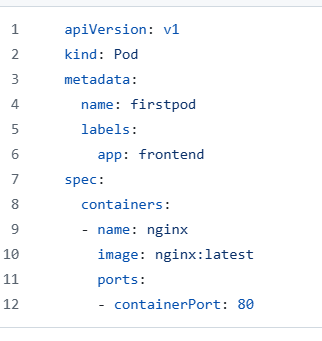 1 apiVersion: v1
2 kind: Pod
3 metadata:
4   name: firstpod
5   labels:
6     app: frontend
7 spec:
8   containers:
9   - name: nginx
10     image: nginx:latest
11     ports:
12     - containerPort: 80